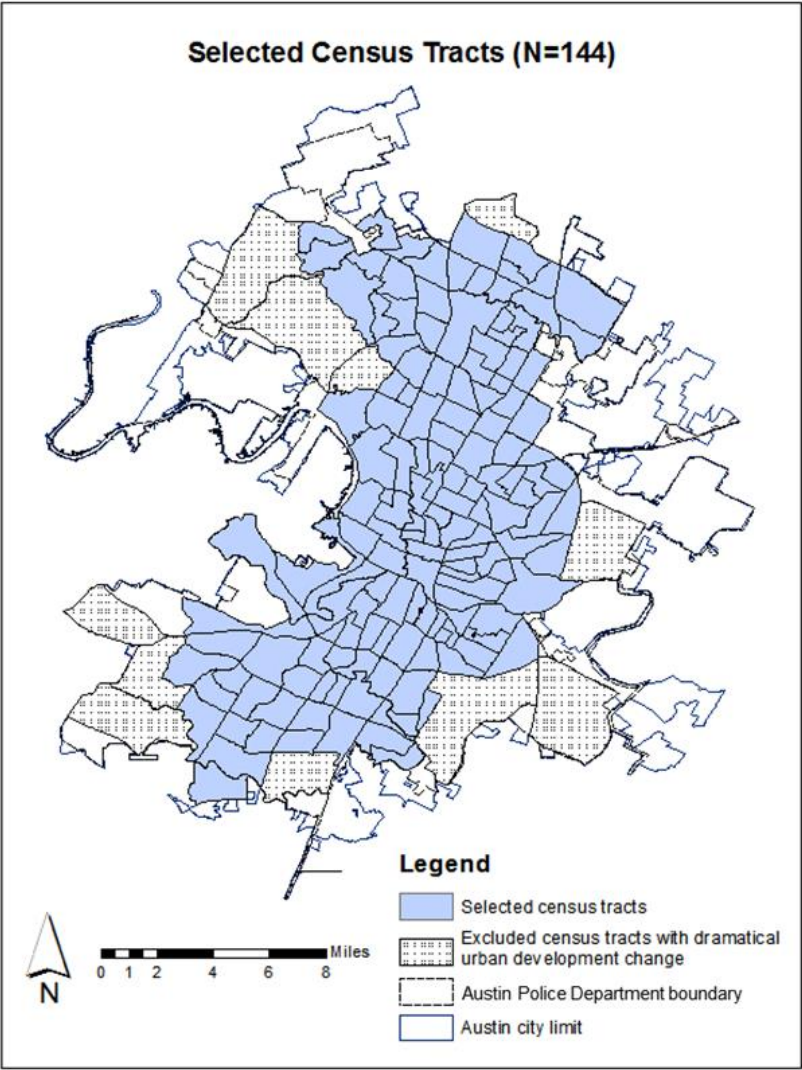 Selected Census Tracts (N=144)
Legend
Selected census tracts
Excluded census tracts with dramatical
urban development change
Austin Police Department boundary
Austin city limit
Miles
0 1 2 4 6 8
N